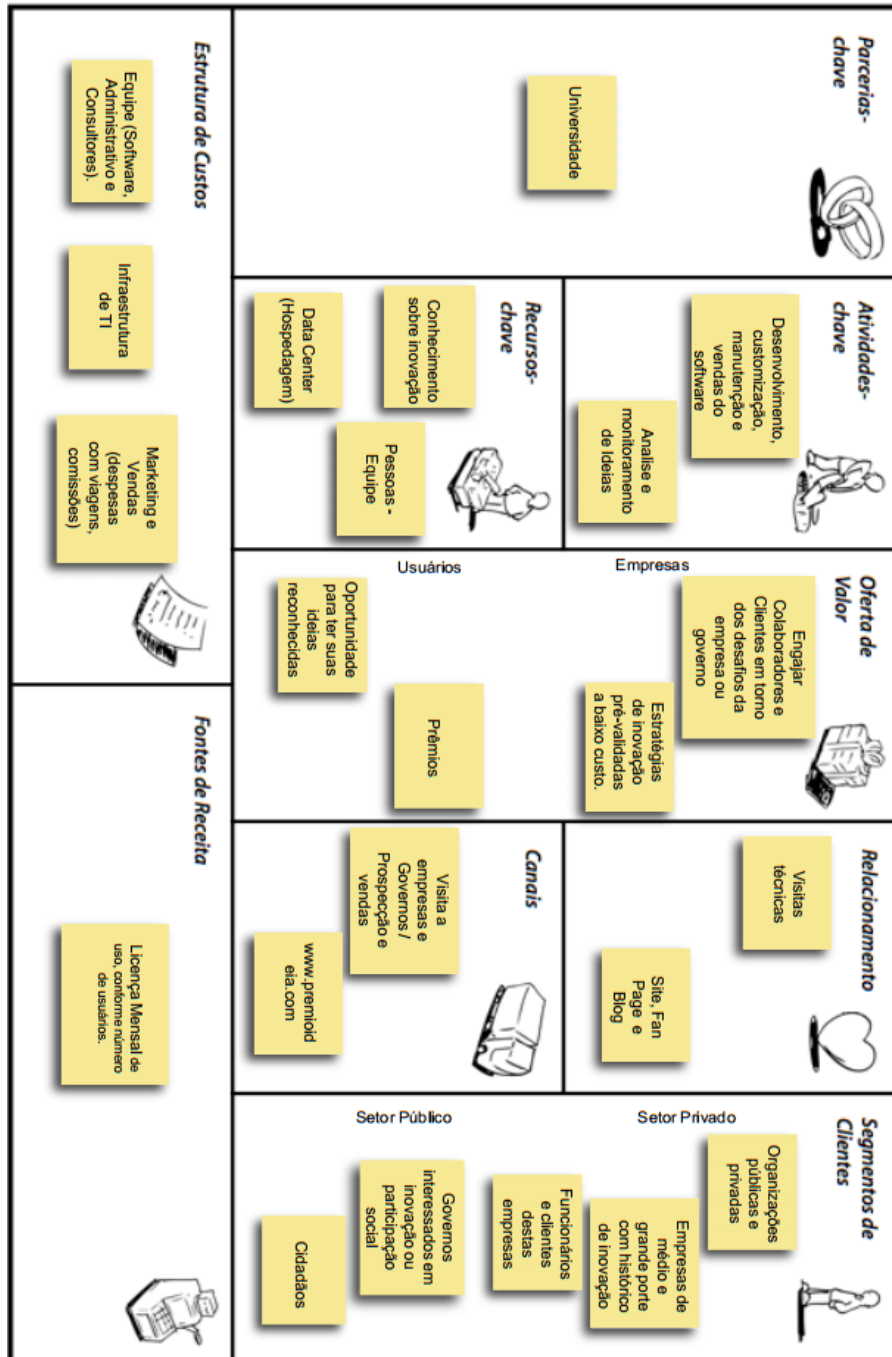 Parcerias-
chave
Universidade
Atividades-
chave
Desenvolvimento,
customização,
manutenção e
vendas do
software
Analise e
monitoramento
de Ideias
Recursos-
chave
Conhecimento
sobre inovação
Data Center
(Hospedagem)
Pessoas -
Equipe
Oferta de
Valor
Empresas
Engajar
Colaboradores e
Clientes em torno
dos desafios da
empresa ou
governo
Estratégias
de inovação
pré-validadas
a baixo custo.
Usuários
Oportunidade
para ter suas
ideias
reconhecidas
Prêmios
Relacionamento
Visitas
técnicas
Site, Fan
Page e
Blog
Canais
Visita a
empresas e
Governos /
Prospecção e
vendas
www.premioid
eia.com
Segmentos de
Clientes
Setor Privado
Organizações
públicas e
privadas
Empresas de
médio e
grande porte
com histórico
de inovação
Funcionários
e clientes
destas
empresas
Setor Público
Governos
interessados em
inovação ou
participação
social
Cidadãos
Estrutura de Custos
Equipe (Software,
Administrativo e
Consultores).
Infraestrutura
de TI
Marketing e
Vendas
(despesas
com viagens,
comissões)
Fontes de Receita
Licença Mensal de
uso, conforme número
de usuários.